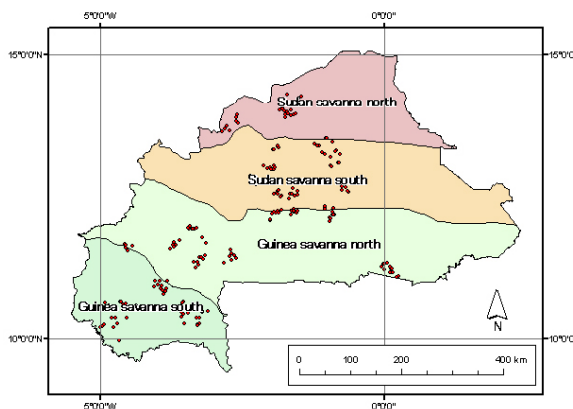 5°0'0"W 0°0'0"
15°0'0"N 15°0'0"N
Sudan savanna north
Sudan savanna south
Guinea savanna north
Guinea savanna south
10°0'0"N 10°0'0"N
N
0 100 200 400 km
5°0'0"W 0°0'0"